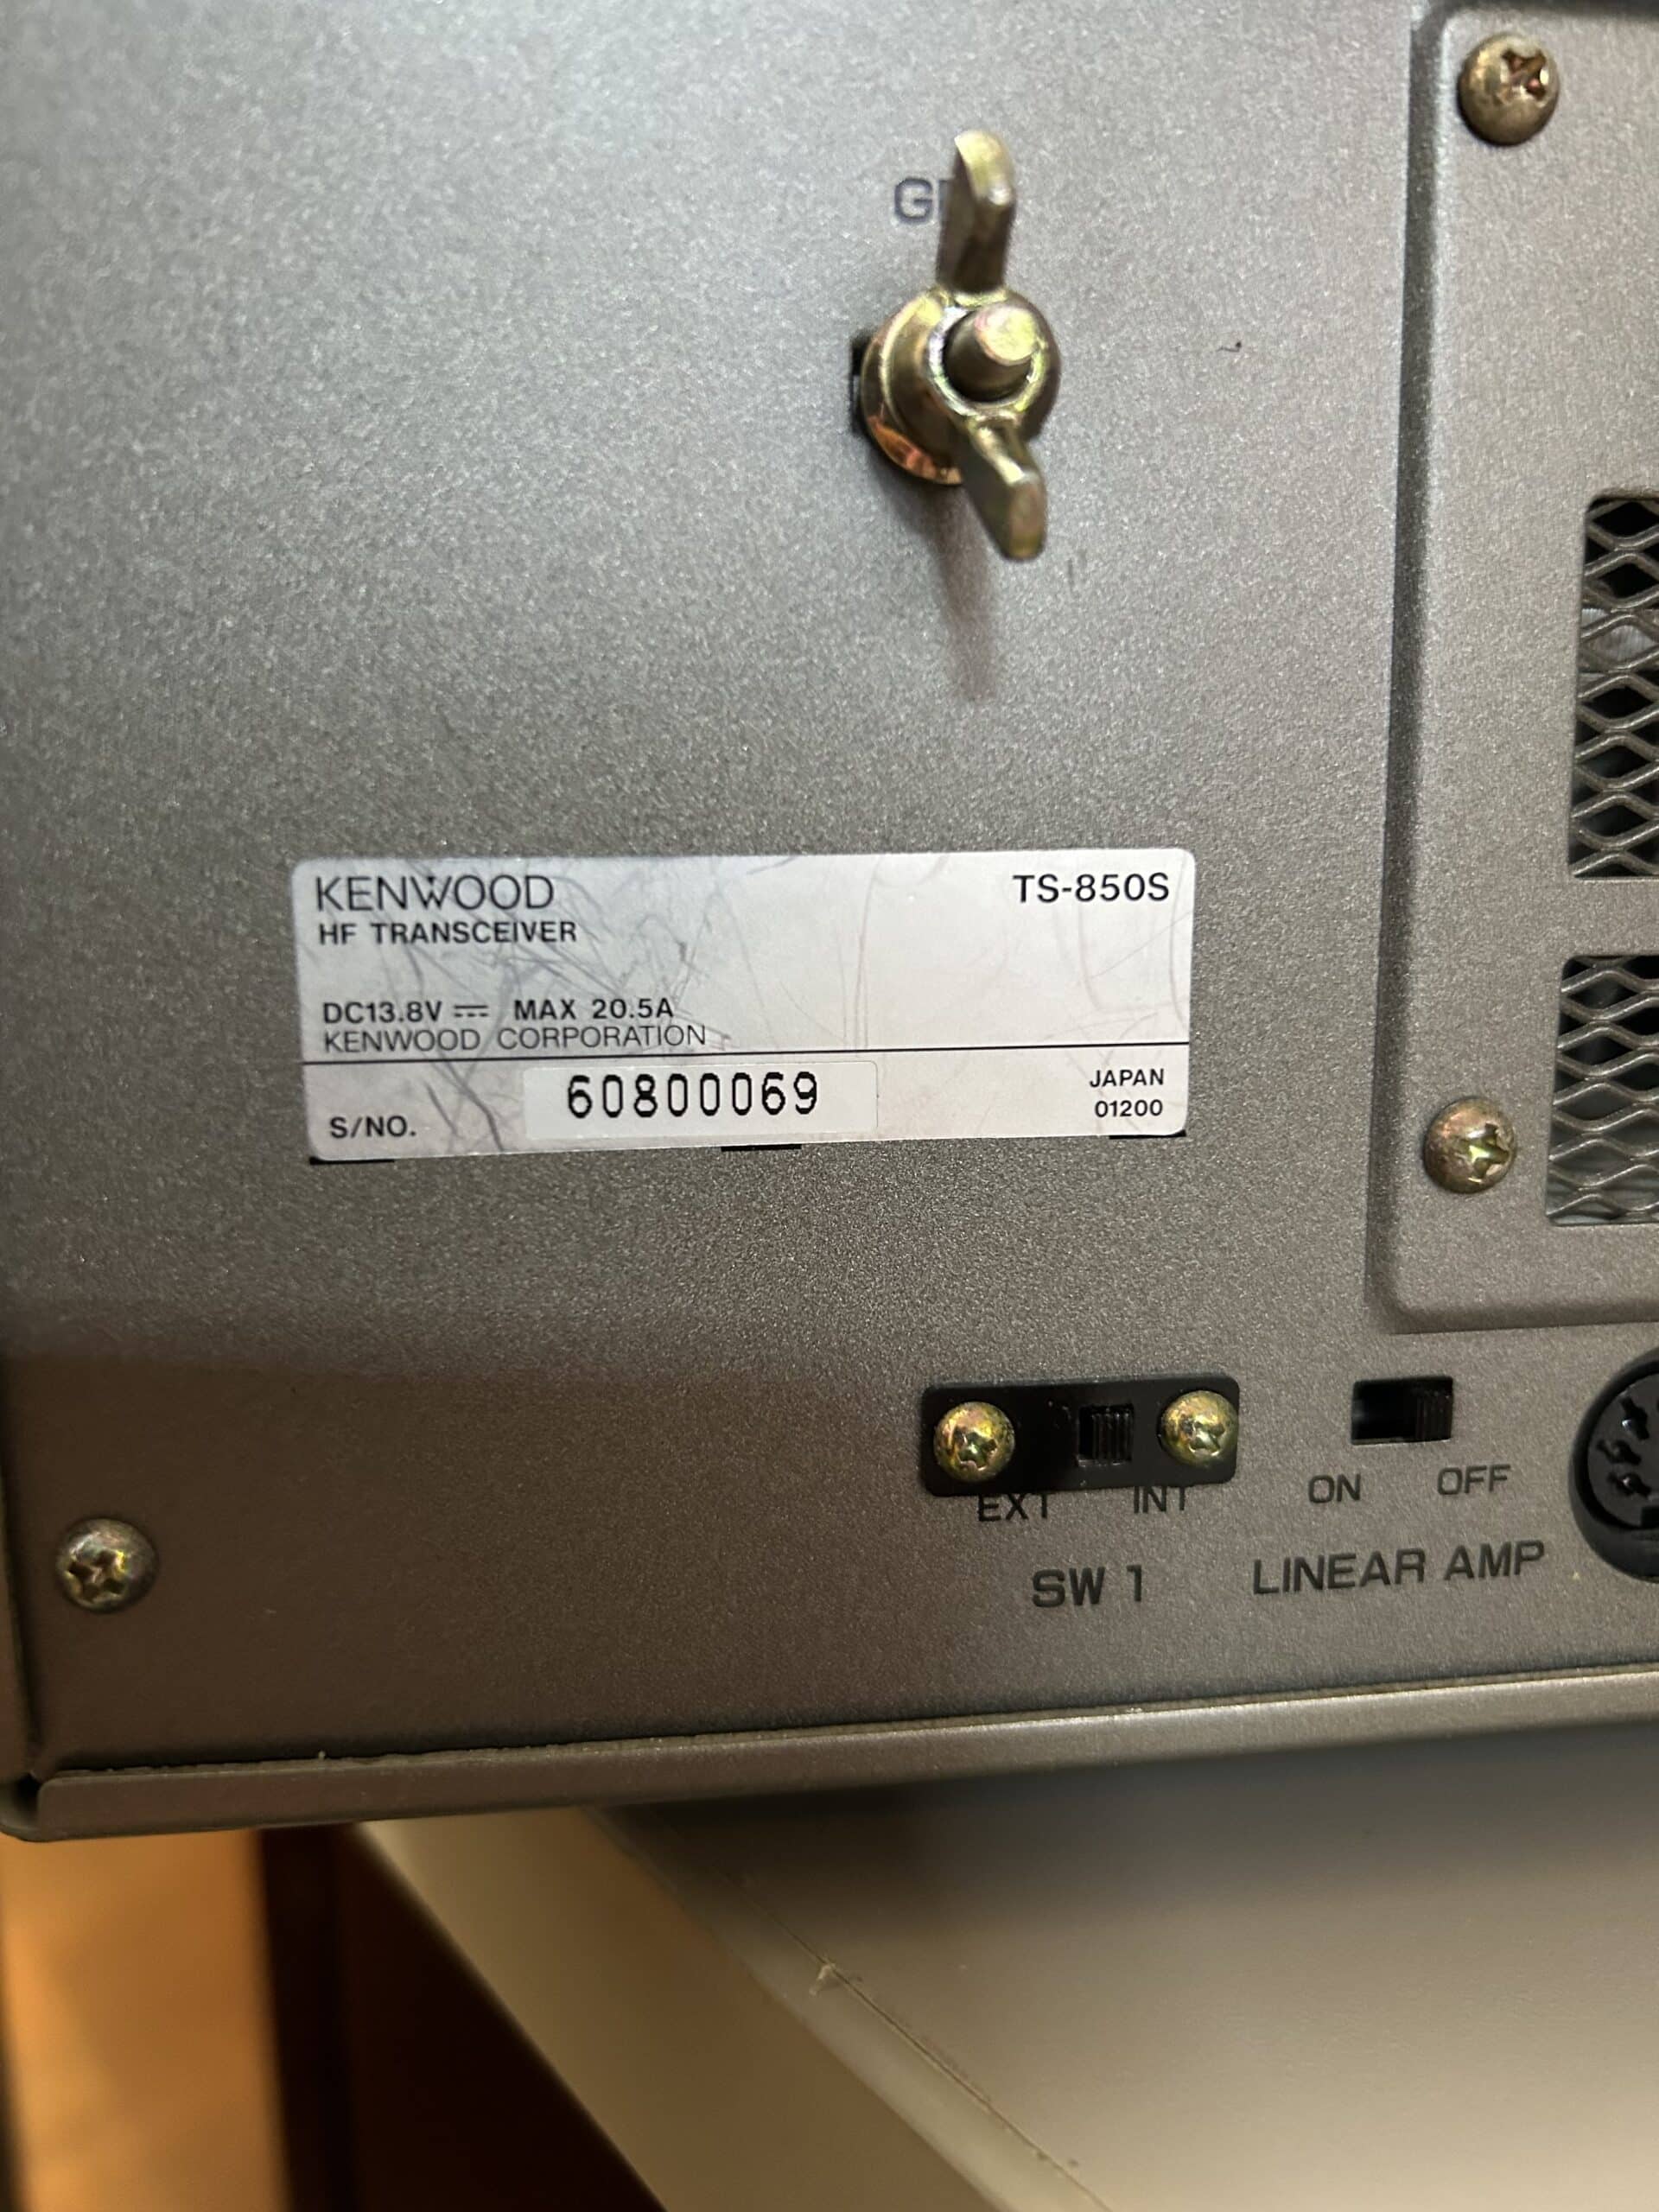 KENWOOD
TS-850S
HF TRANSCEIVER
DC13.8V ⎓ MAX 20.5A
KENWOOD CORPORATION
S/NO.
60800069
JAPAN
01200
EXT INT
ON OFF
SW 1
LINEAR AMP